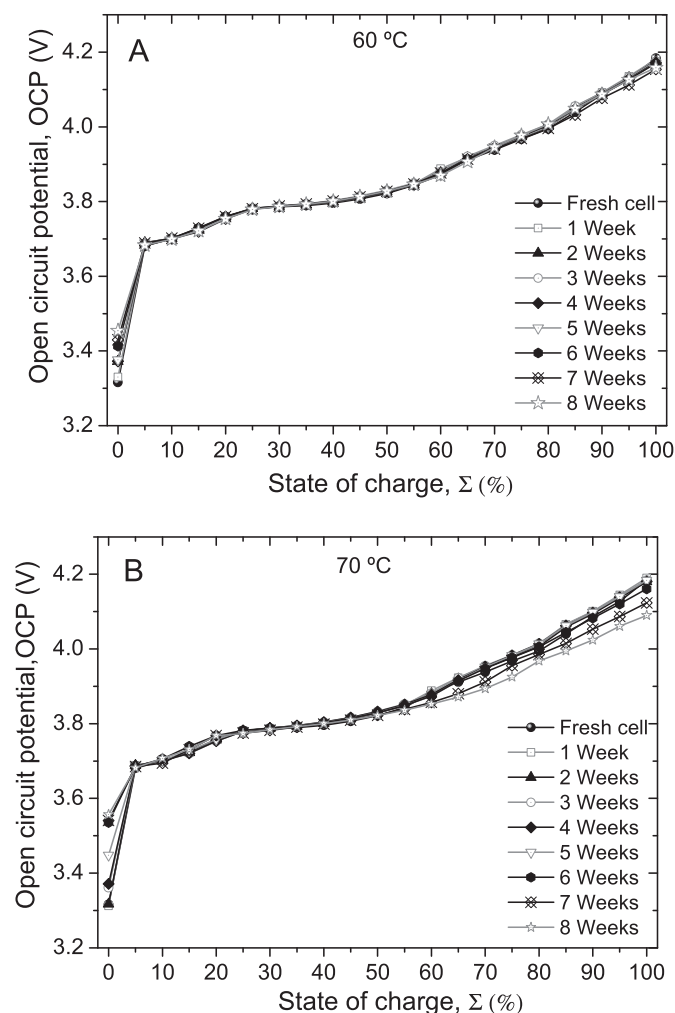 A
60 ºC
Open circuit potential, OCP (V)
4.2
4.0
3.8
3.6
3.4
3.2
Fresh cell
1 Week
2 Weeks
3 Weeks
4 Weeks
5 Weeks
6 Weeks
7 Weeks
8 Weeks
0 10 20 30 40 50 60 70 80 90 100
State of charge, Σ (%)
B
70 ºC
Open circuit potential,OCP (V)
4.2
4.0
3.8
3.6
3.4
3.2
Fresh cell
1 Week
2 Weeks
3 Weeks
4 Weeks
5 Weeks
6 Weeks
7 Weeks
8 Weeks
0 10 20 30 40 50 60 70 80 90 100
State of charge, Σ (%)